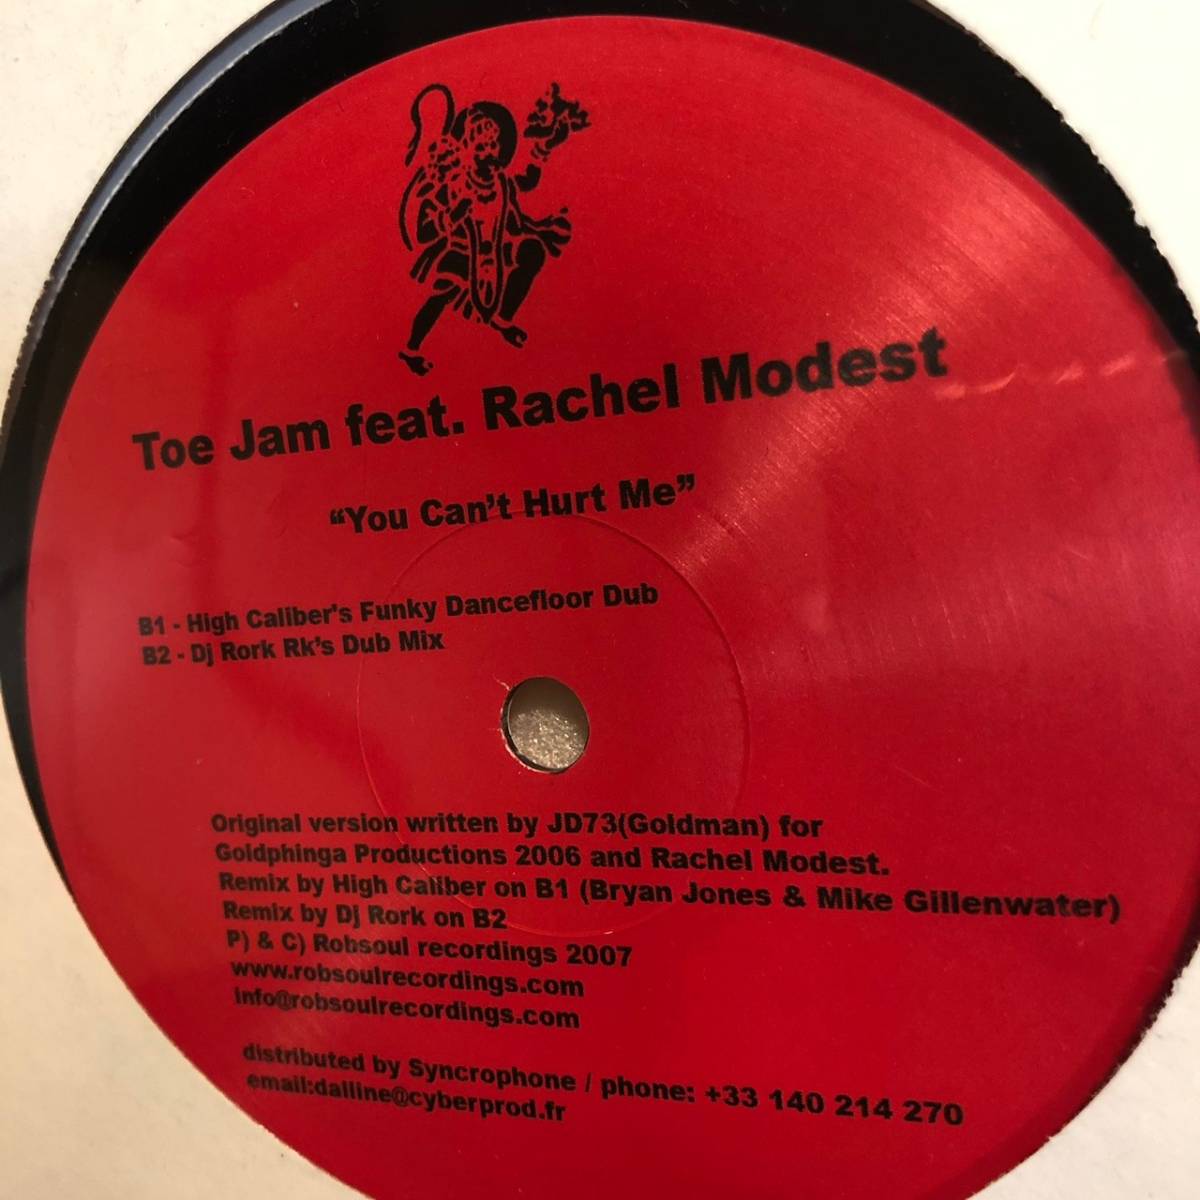 Toe Jam feat. Rachel Modest
“You Can’t Hurt Me”
B1 - High Caliber's Funky Dancefloor Dub
B2 - Dj Rork Rk’s Dub Mix
Original version written by JD73(Goldman) for
Goldphinga Productions 2006 and Rachel Modest.
Remix by High Caliber on B1 (Bryan Jones & Mike Gillenwater)
Remix by Dj Rork on B2
P) & C) Robsoul recordings 2007
www.robsoulrecordings.com
info@robsoulrecordings.com
distributed by Syncrophone / phone: +33 140 214 270
email:dalline@cyberprod.fr